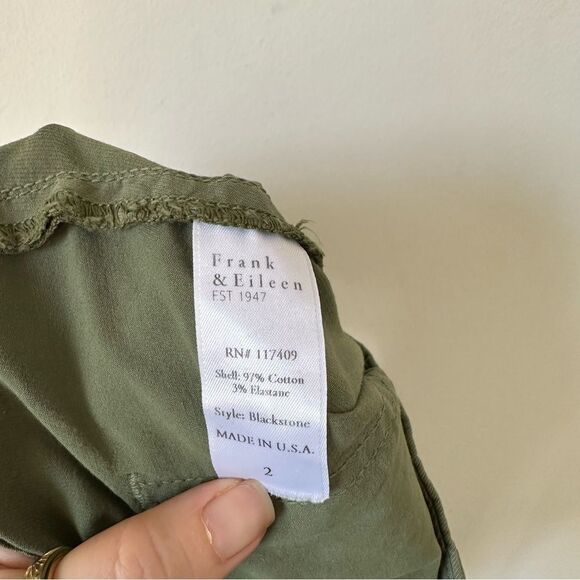 Frank
& Eileen
EST 1947
RN# 117409
Shell: 97% Cotton
3% Elastane
Style: Blackstone
MADE IN U.S.A.
2